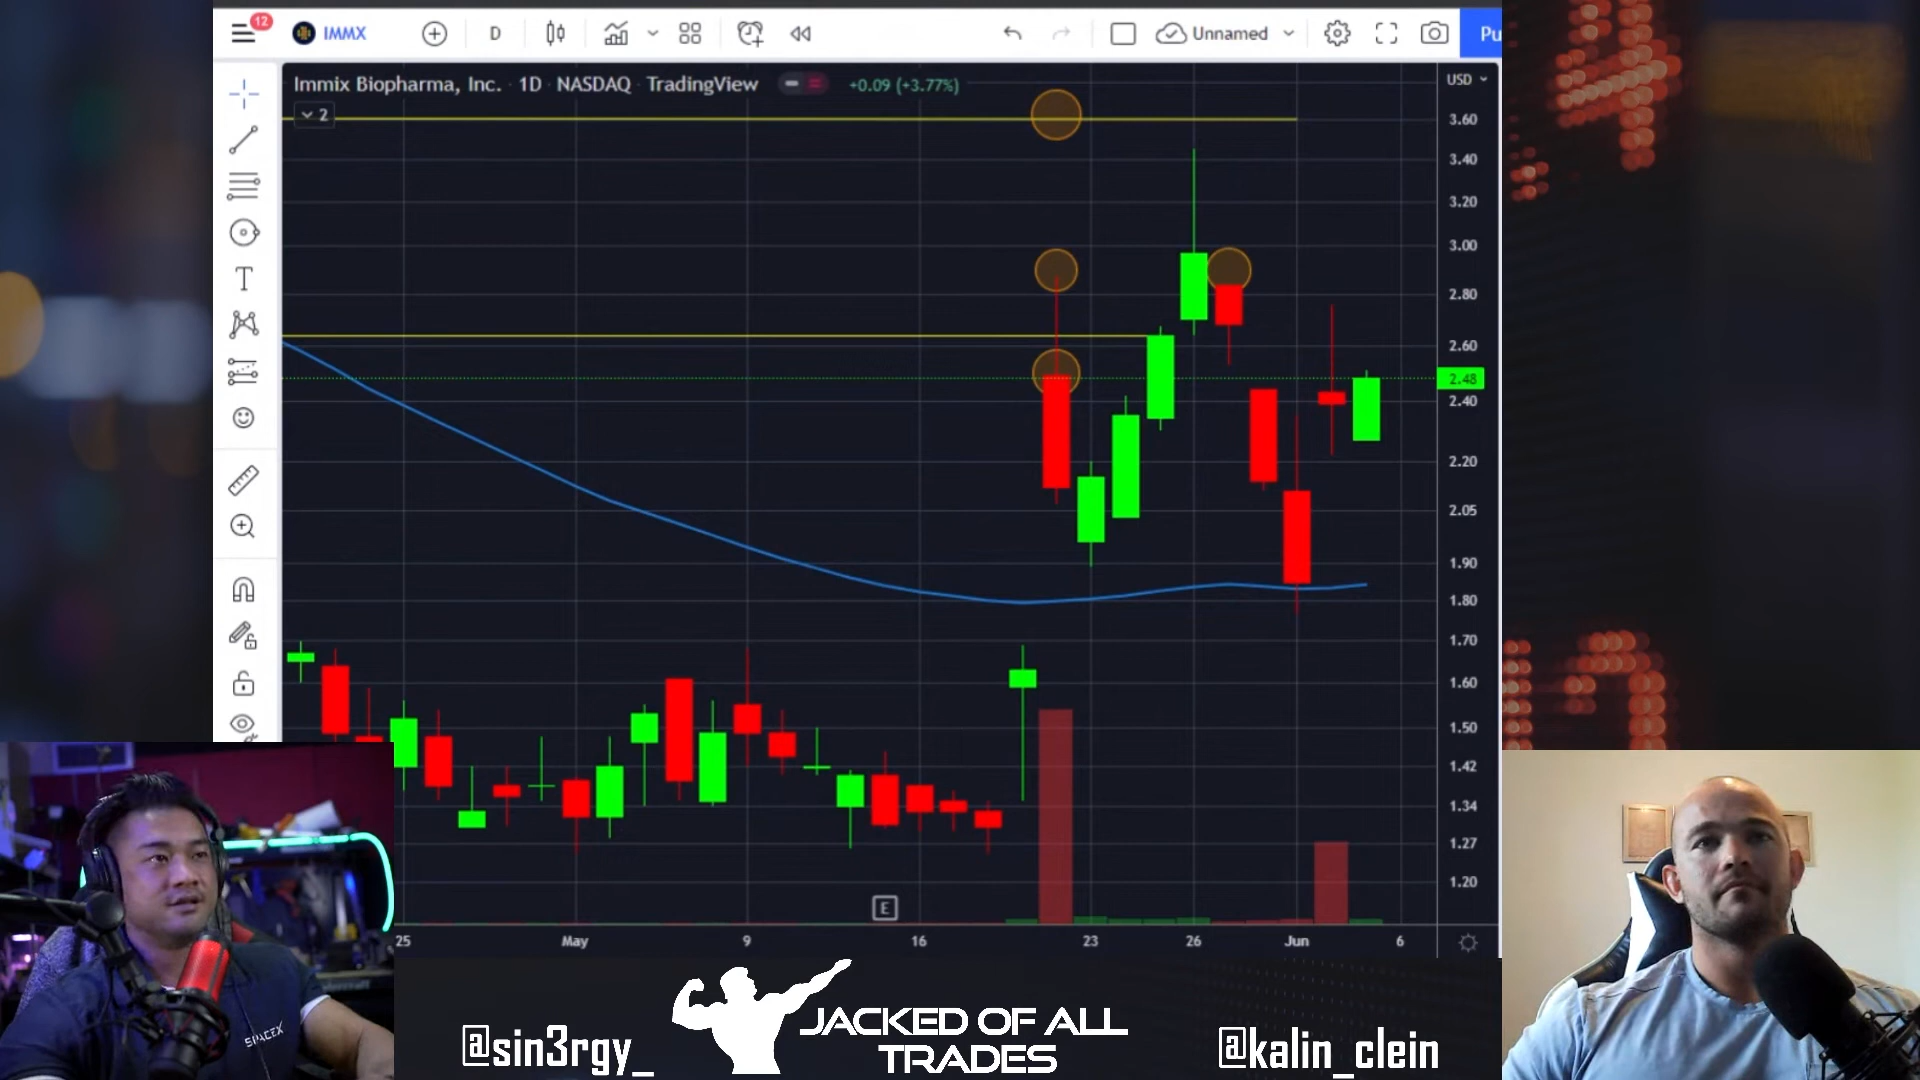 12
IMMX
D
Unnamed
Pu
Immix Biopharma, Inc. · 1D · NASDAQ · TradingView
+0.09 (+3.77%)
USD
2
3.60
3.40
3.20
3.00
2.80
2.60
2.48
2.40
2.20
2.05
1.90
1.80
1.70
1.60
1.50
1.42
1.34
1.27
1.20
E
25 May 9 16 23 26 Jun 6
SPACEX
@sin3rgy_
JACKED OF ALL
TRADES
@kalin_clein